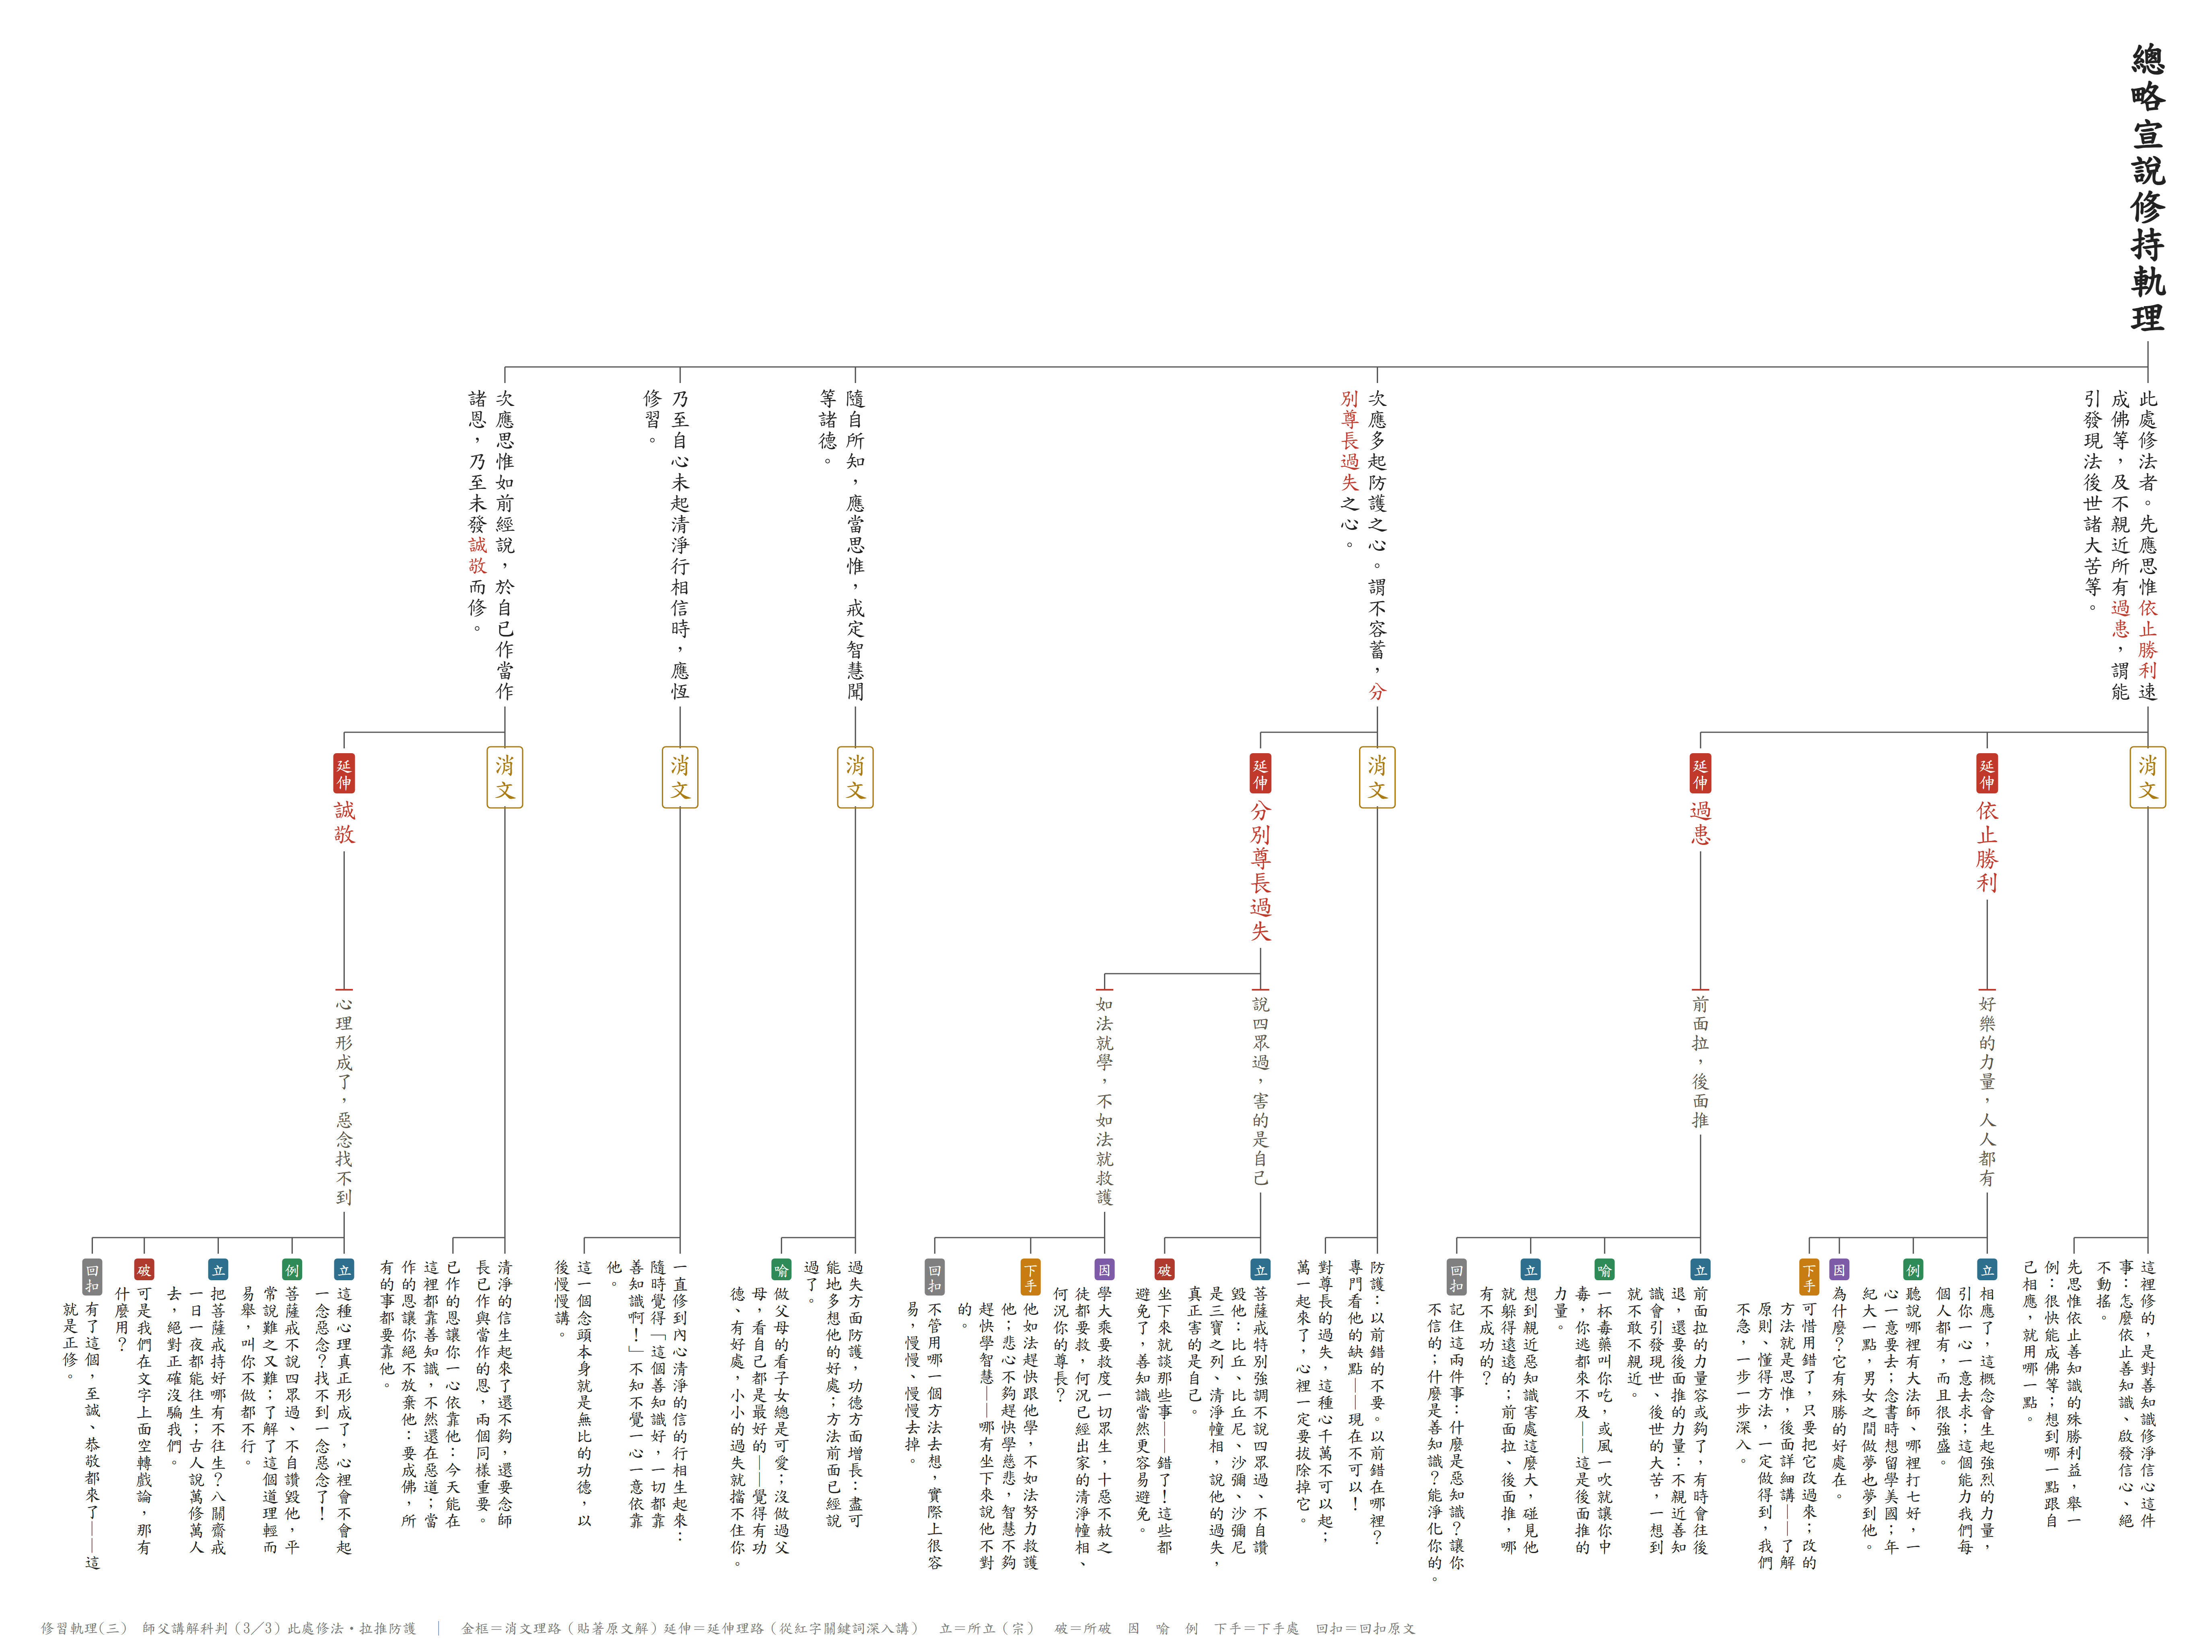 總略宣說修持軌理
此處修法者。先應思惟依止勝利速
成佛等，及不親近所有過患，謂能
引發現法後世諸大苦等。
次應多起防護之心。謂不容蓄，分
別尊長過失之心。
隨自所知，應當思惟，戒定智慧聞
等諸德。
乃至自心未起清淨行相信時，應恆
修習。
次應思惟如前經說，於自己作當作
諸恩，乃至未發誠敬而修。
消文
延伸
依止勝利
延伸
過患
消文
延伸
分別尊長過失
消文
消文
消文
延伸
誠敬
好樂的力量，人人都有
前面拉，後面推
說四眾過，害的是自己
如法就學，不如法就救護
心理形成了，惡念找不到
這裡修的，是對善知識修淨信心這件
事：怎麼依止善知識、啟發信心、絕
不動搖。
先思惟依止善知識的殊勝利益，舉一
例：很快能成佛等；想到哪一點跟自
己相應，就用哪一點。
立
相應了，這概念會生起強烈的力量，
引你一心一意去求；這個能力我們每
個人都有，而且很強盛。
例
聽說哪裡有大法師、哪裡打七好，一
心一意要去；念書時想留學美國；年
紀大一點，男女之間做夢也夢到他。
因
為什麼？它有殊勝的好處在。
下手
可惜用錯了，只要把它改過來；改的
方法就是思惟，後面詳細講——了解
原則、懂得方法，一定做得到，我們
不急，一步一步深入。
立
前面拉的力量容或夠了，有時會往後
退，還要後面推的力量：不親近善知
識會引發現世、後世的大苦，一想到
就不敢不親近。
喻
一杯毒藥叫你吃，或風一吹就讓你中
毒，你逃都來不及——這是後面推的
力量。
立
想到親近惡知識害處這麼大，碰見他
就躲得遠遠的；前面拉、後面推，哪
有不成功的？
回扣
記住這兩件事：什麼是惡知識？讓你
不信的；什麼是善知識？能淨化你的。
防護：以前錯的不要。以前錯在哪裡？
專門看他的缺點——現在不可以！
對尊長的過失，這種心千萬不可以起；
萬一起來了，心裡一定要拔除掉它。
立
菩薩戒特別強調不說四眾過、不自讚
毀他：比丘、比丘尼、沙彌、沙彌尼
是三寶之列、清淨幢相，說他的過失，
真正害的是自己。
破
坐下來就談那些事——錯了！這些都
避免了，善知識當然更容易避免。
因
學大乘要救度一切眾生，十惡不赦之
徒都要救，何況已經出家的清淨幢相、
何況你的尊長？
下手
他如法趕快跟他學，不如法努力救護
他；悲心不夠趕快學慈悲，智慧不夠
趕快學智慧——哪有坐下來說他不對
的。
回扣
不管用哪一個方法去想，實際上很容
易，慢慢、慢慢去掉。
過失方面防護，功德方面增長：盡可
能地多想他的好處；方法前面已經說
過了。
喻
做父母的看子女總是可愛；沒做過父
母，看自己都是最好的——覺得有功
德、有好處，小小的過失就擋不住你。
一直修到內心清淨的信的行相生起來：
隨時覺得「這個善知識好，一切都靠
善知識啊！」不知不覺一心一意依靠
他。
這一個念頭本身就是無比的功德，以
後慢慢講。
清淨的信生起來了還不夠，還要念師
長已作與當作的恩，兩個同樣重要。
已作的恩讓你一心依靠他：今天能在
這裡都靠善知識，不然還在惡道；當
作的恩讓你絕不放棄他：要成佛，所
有的事都要靠他。
立
這種心理真正形成了，心裡會不會起
一念惡念？找不到一念惡念了！
例
菩薩戒不說四眾過、不自讚毀他，平
常說難之又難；了解了這個道理輕而
易舉，叫你不做都不行。
立
把菩薩戒持好哪有不往生？八關齋戒
一日一夜都能往生；古人說萬修萬人
去，絕對正確沒騙我們。
破
可是我們在文字上面空轉戲論，那有
什麼用？
回扣
有了這個，至誠、恭敬都來了——這
就是正修。
修習軌理(三)　師父講解科判（3／3）此處修法・拉推防護　｜　金框＝消文理路（貼著原文解）延伸＝延伸理路（從紅字關鍵詞深入講）　立＝所立（宗）　破＝所破　因　喻　例　下手＝下手處　回扣＝回扣原文